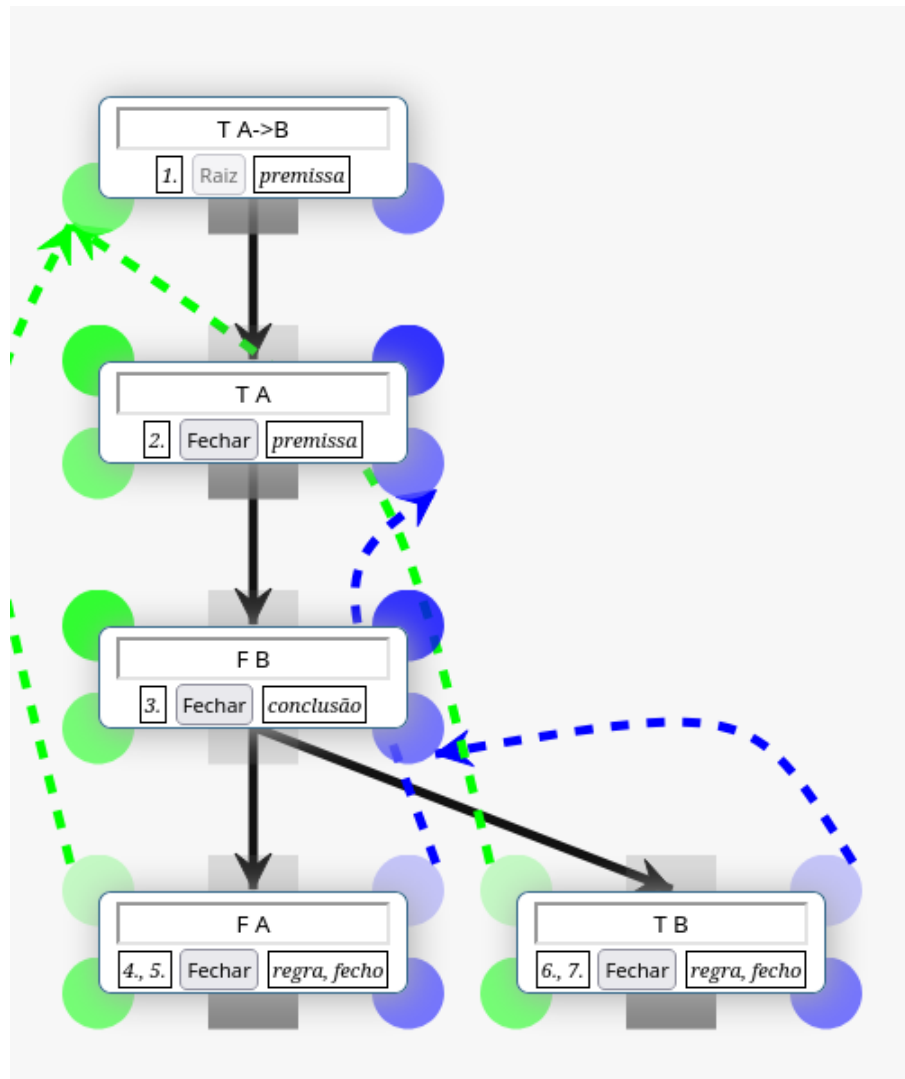 T A->B
1. Raiz premissa
T A
2. Fechar premissa
F B
3. Fechar conclusão
F A
4., 5. Fechar regra, fecho
T B
6., 7. Fechar regra, fecho